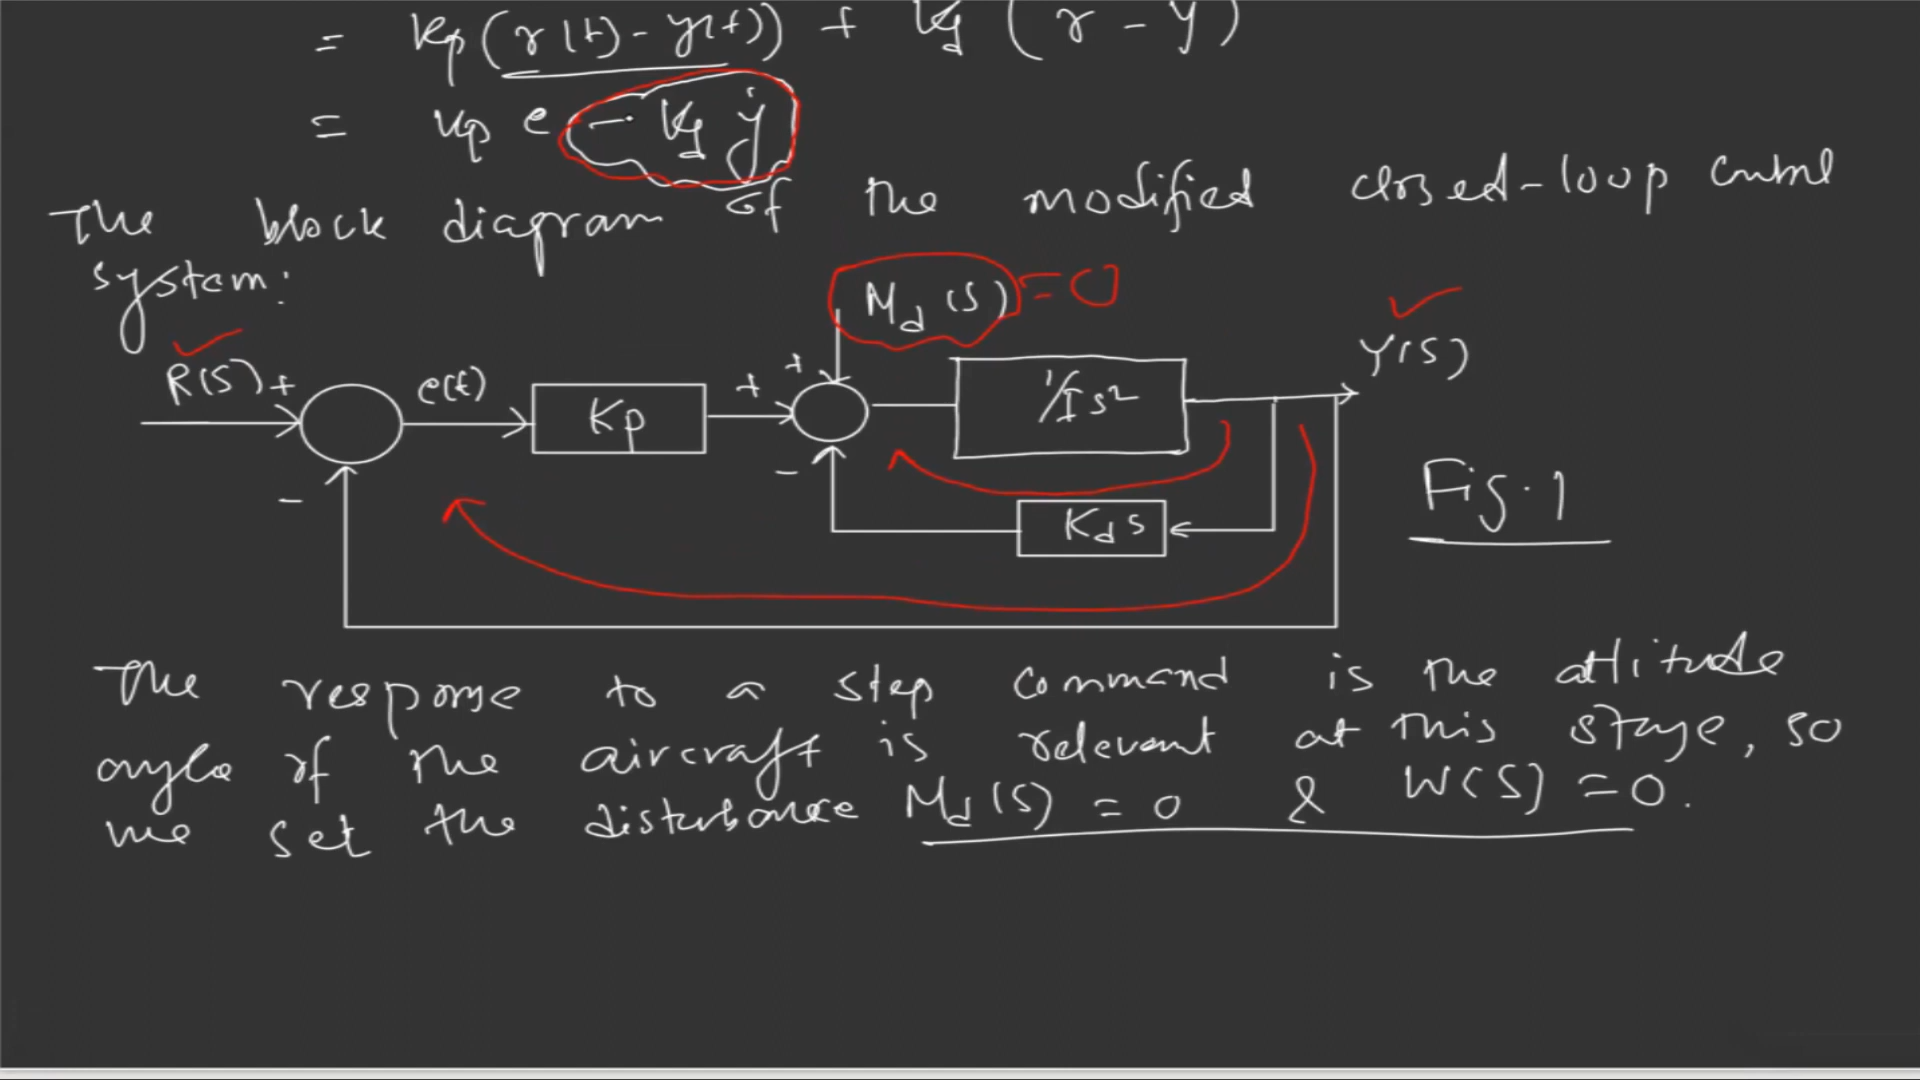 = Kp (r(t) - y(t)) + Kd (ṙ - ẏ)
= Kp e - Kd ẏ
The block diagram of the modified closed-loop control
system:
Md(s) = 0
R(s) +
e(t)
Kp
+
+
1/Is²
Y(s)
-
-
Kd s
Fig. 1
The response to a step command is the attitude
angle of the aircraft is relevant at this stage, so
we set the disturbance Md(s) = 0 & W(s) = 0.